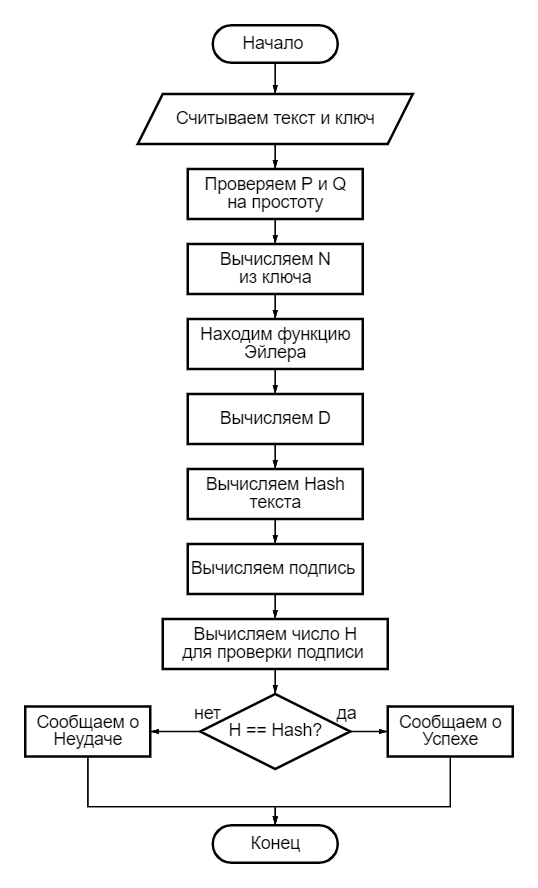 Начало
Считываем текст и ключ
Проверяем P и Q
на простоту
Вычисляем N
из ключа
Находим функцию
Эйлера
Вычисляем D
Вычисляем Hash
текста
Вычисляем подпись
Вычисляем число H
для проверки подписи
нет
да
H == Hash?
Сообщаем о
Неудаче
Сообщаем о
Успехе
Конец